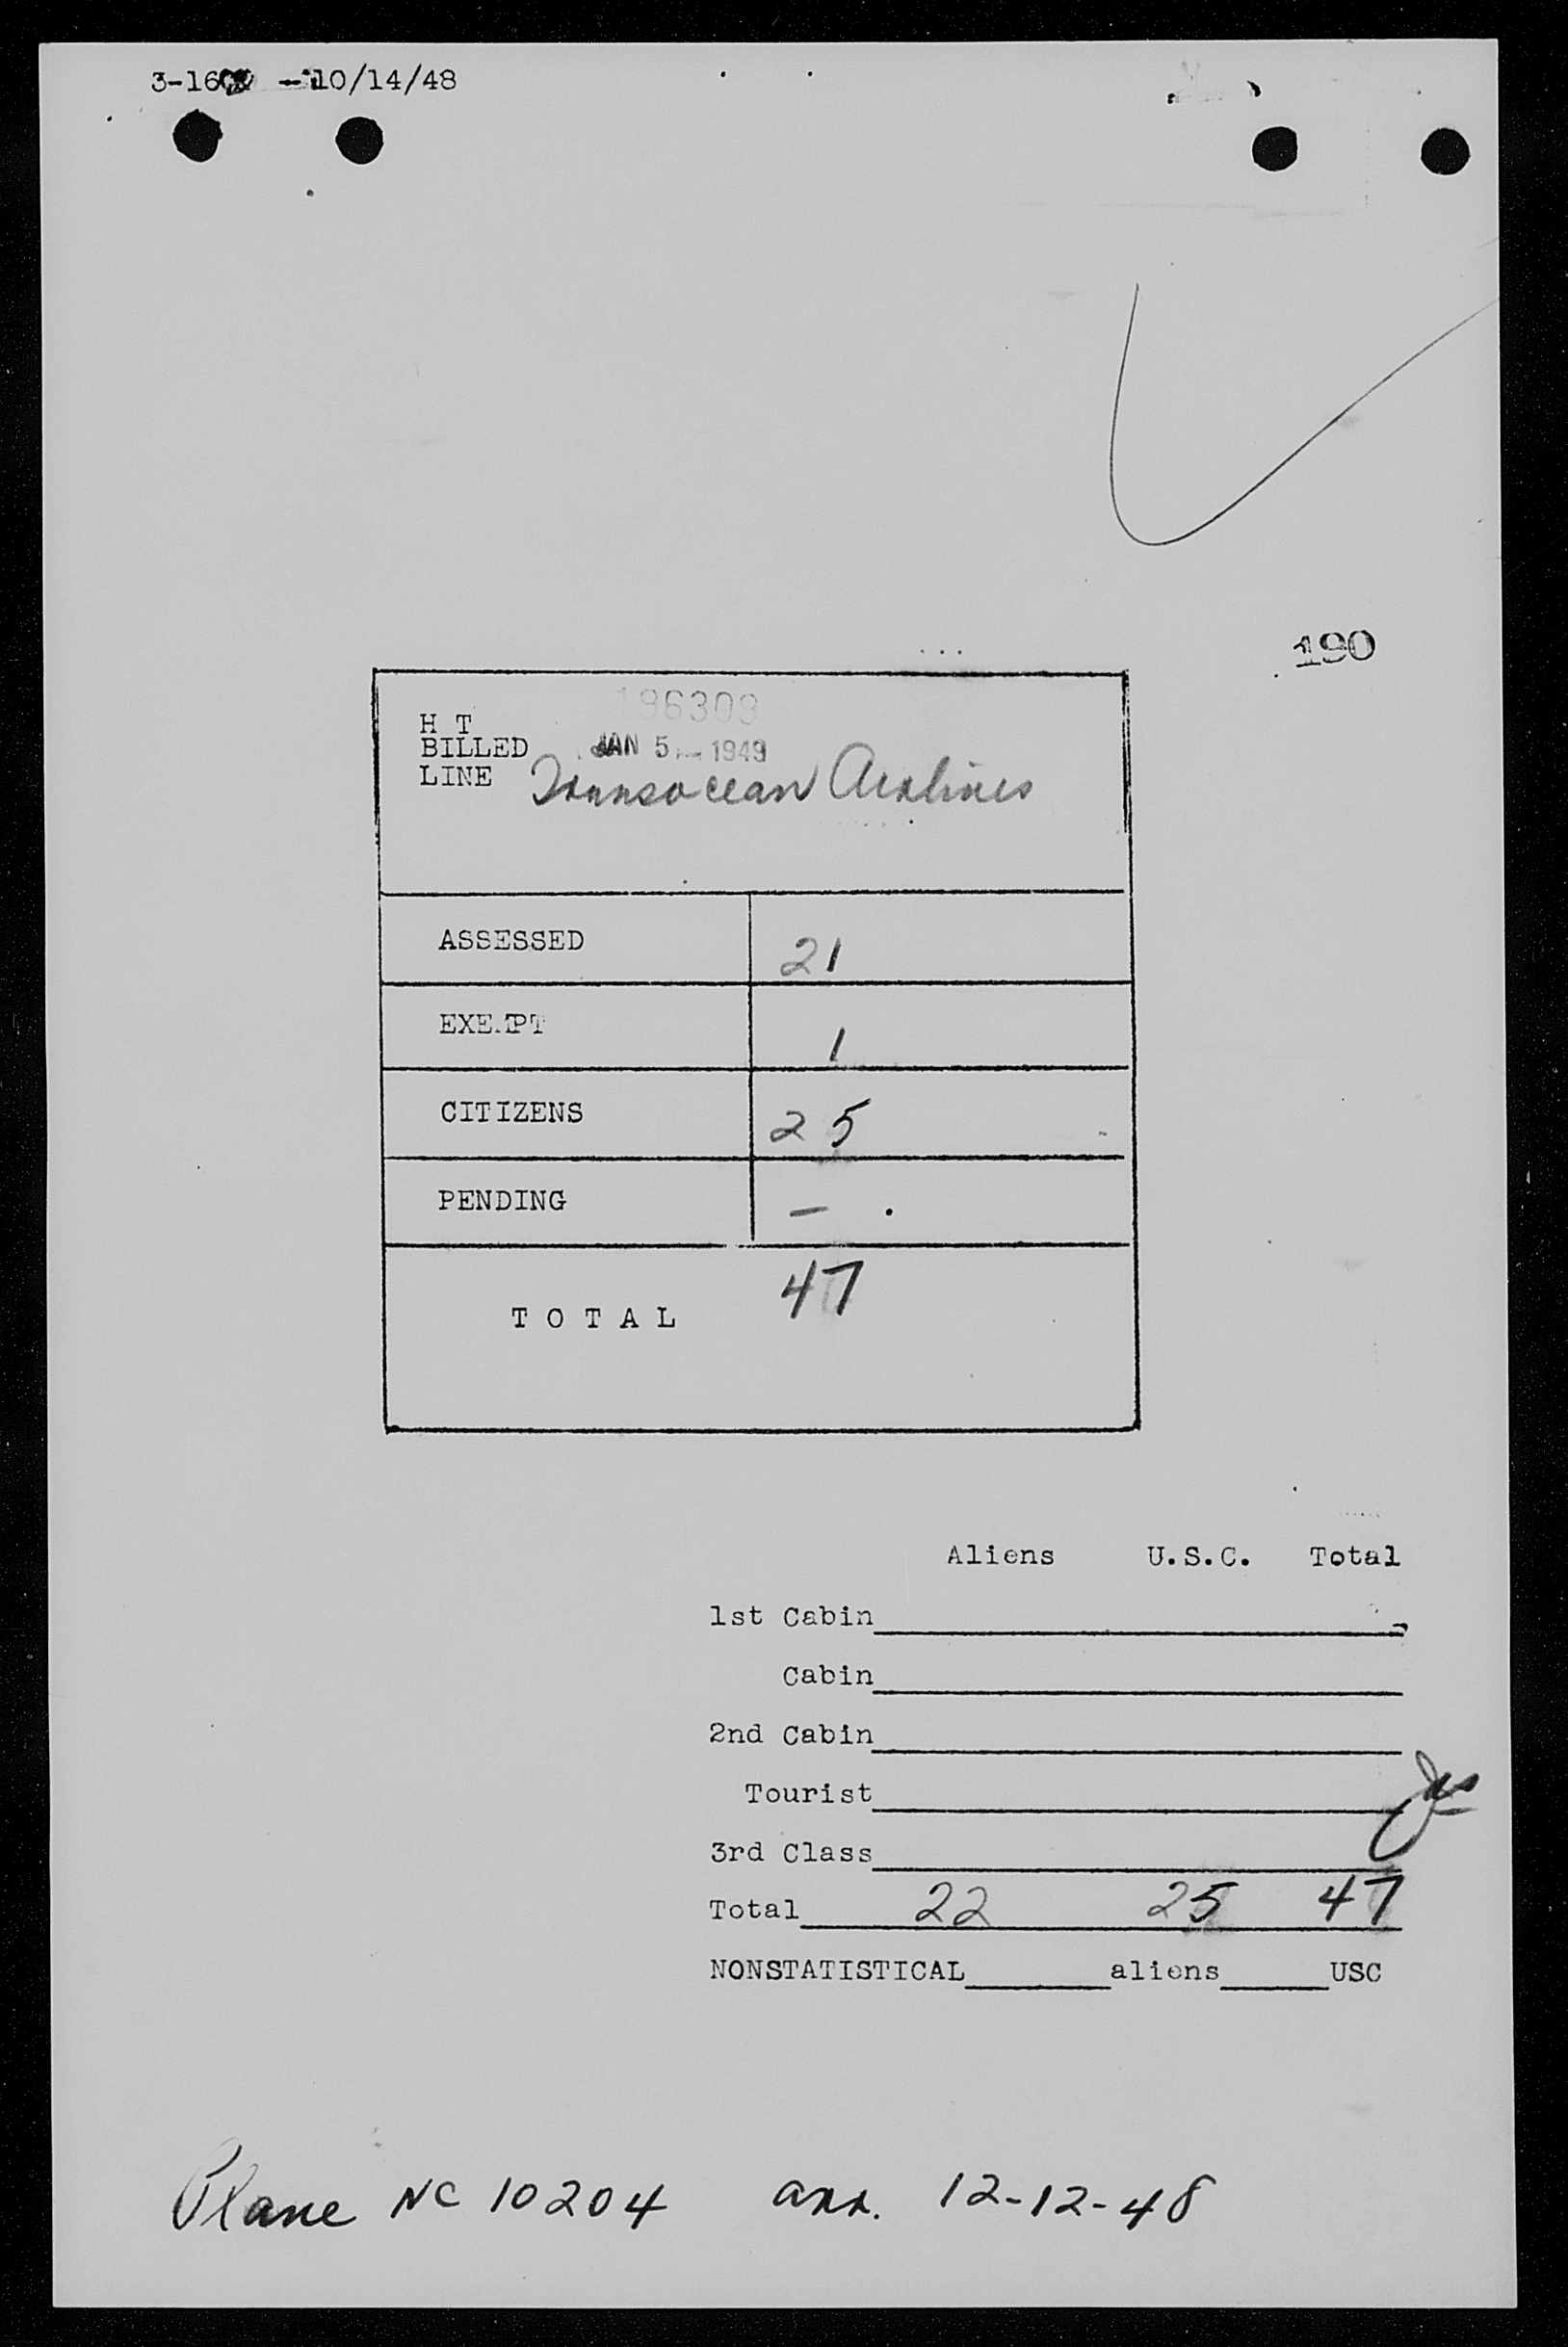 - 10/14/48
190
196309
H T
BILLED JAN 5 - 1949
LINE Transocean Airlines
ASSESSED 21
EXEMPT 1
CITIZENS 25
PENDING -
TOTAL 47
Aliens U.S.C. Total
1st Cabin
Cabin
2nd Cabin
Tourist
3rd Class
Total 22 25 47
NONSTATISTICAL aliens USC
Plane NC 10204 arr. 12-12-48